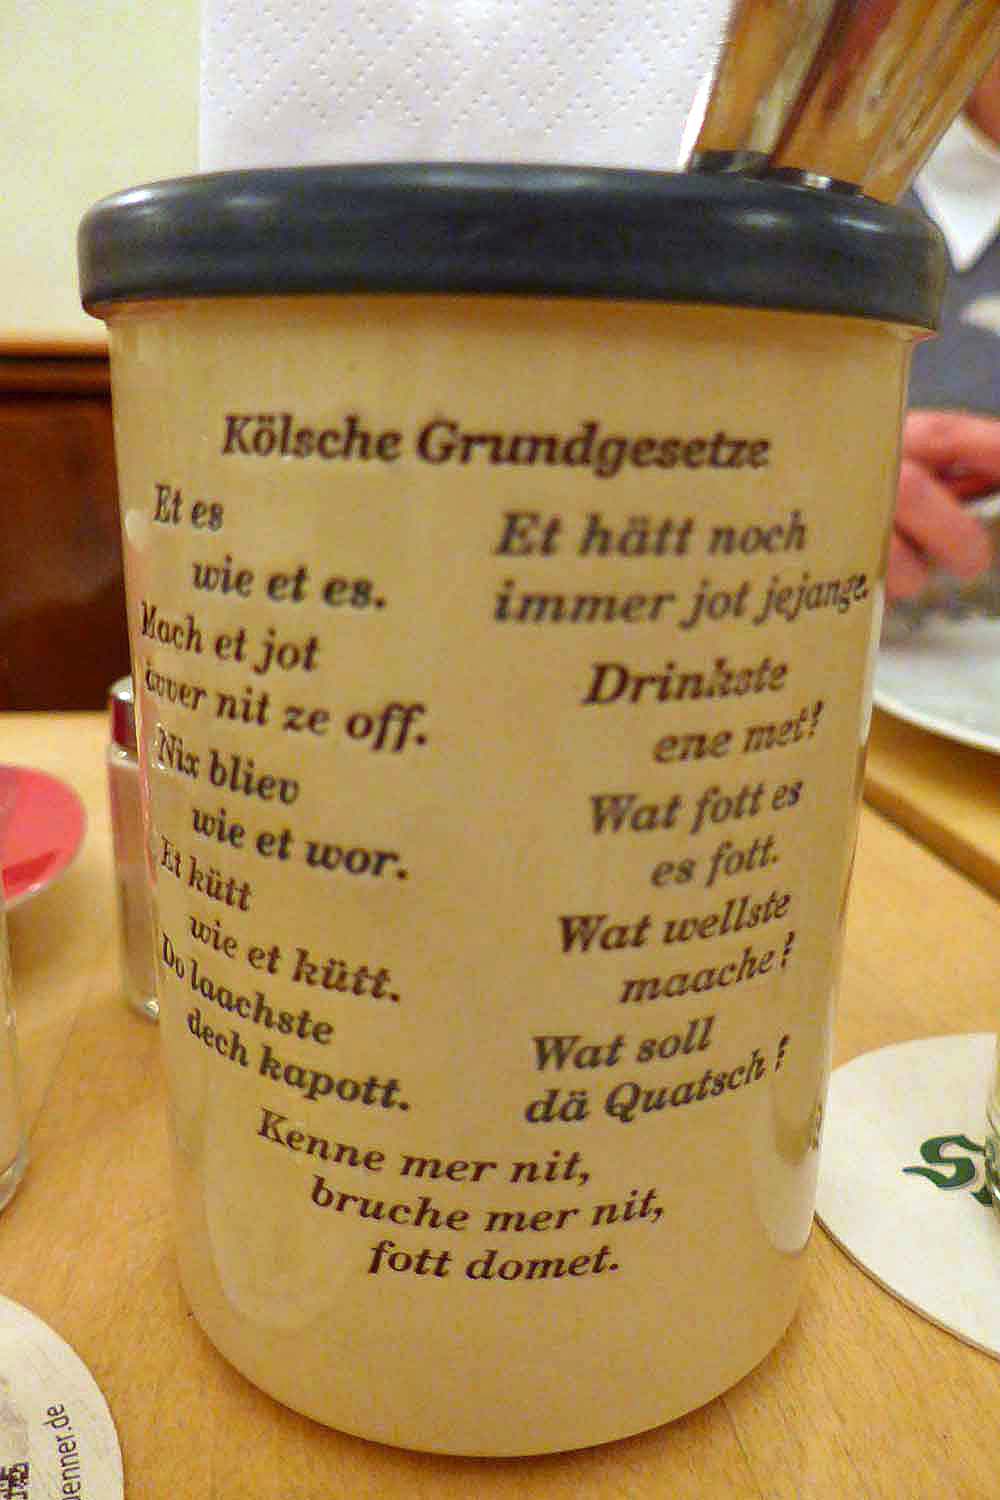 Kölsche Grundgesetze
Et es
wie et es.
Mach et jot
ävver nit ze off.
Nix bliev
wie et wor.
Et kütt
wie et kütt.
Do laachste
dech kapott.
Et hätt noch
immer jot jejange.
Drinkste
ene met?
Wat fott es
es fott.
Wat wellste
maache?
Wat soll
dä Quatsch?
Kenne mer nit,
bruche mer nit,
fott domet.